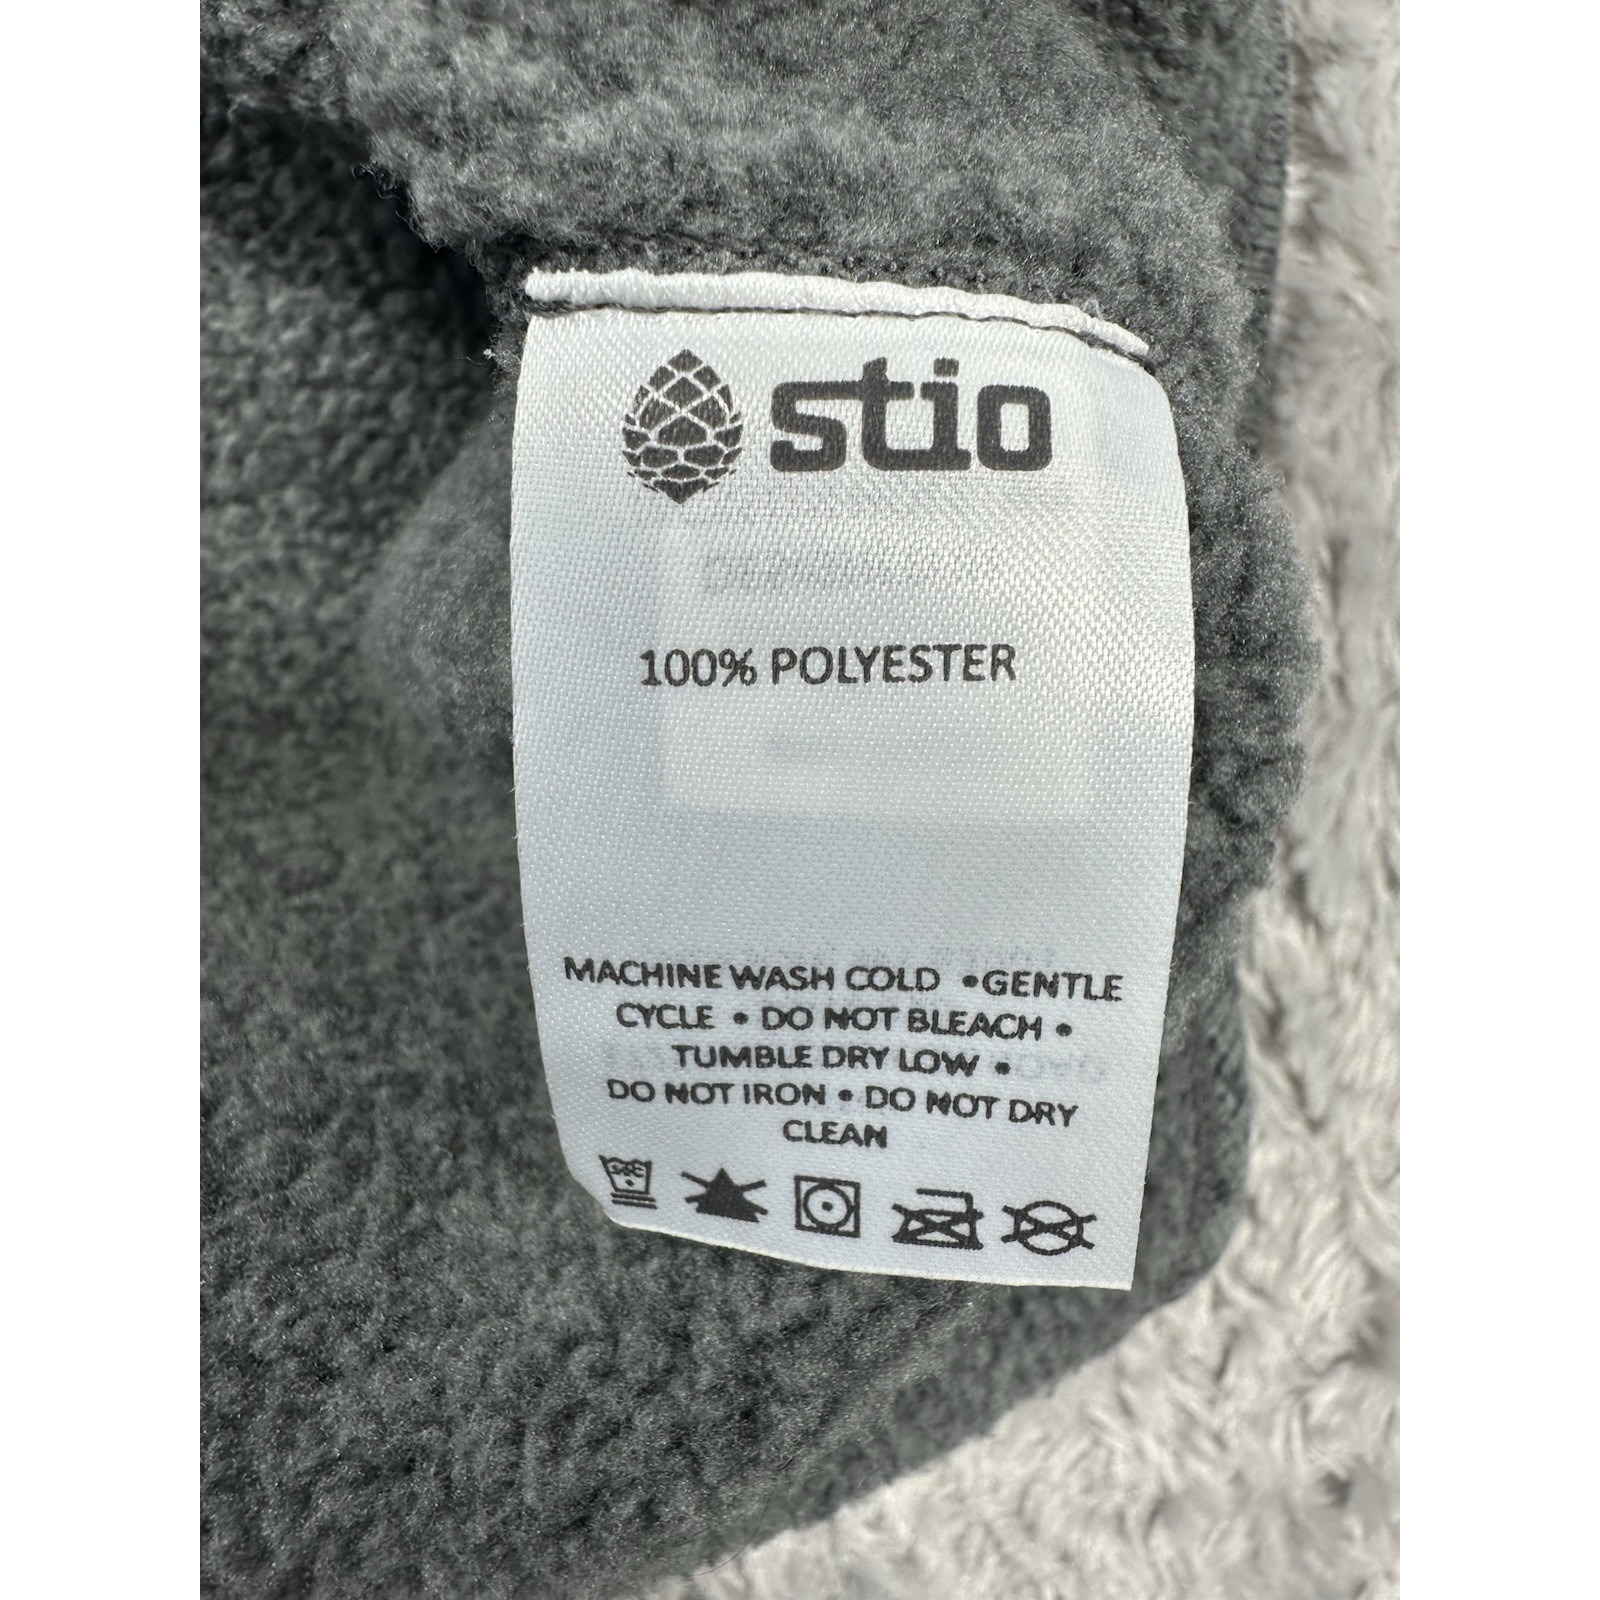 stio
100% POLYESTER
MACHINE WASH COLD •GENTLE
CYCLE • DO NOT BLEACH •
TUMBLE DRY LOW •
DO NOT IRON • DO NOT DRY
CLEAN